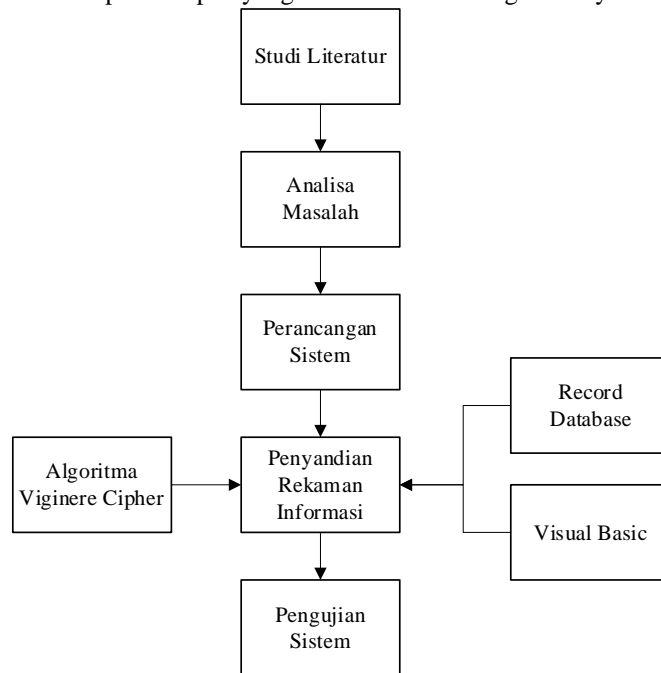 Studi Literatur
Analisa
Masalah
Perancangan
Sistem
Record
Database
Algoritma
Viginere Cipher
Penyandian
Rekaman
Informasi
Visual Basic
Pengujian
Sistem